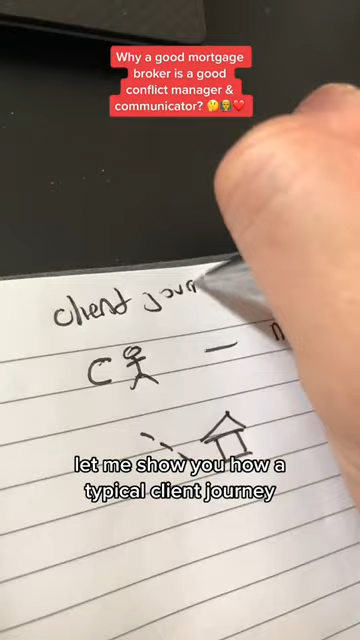 Why a good mortgage
broker is a good
conflict manager &
communicator? 🤔👨‍💼❤️
client jour
C
let me show you how a
typical client journey